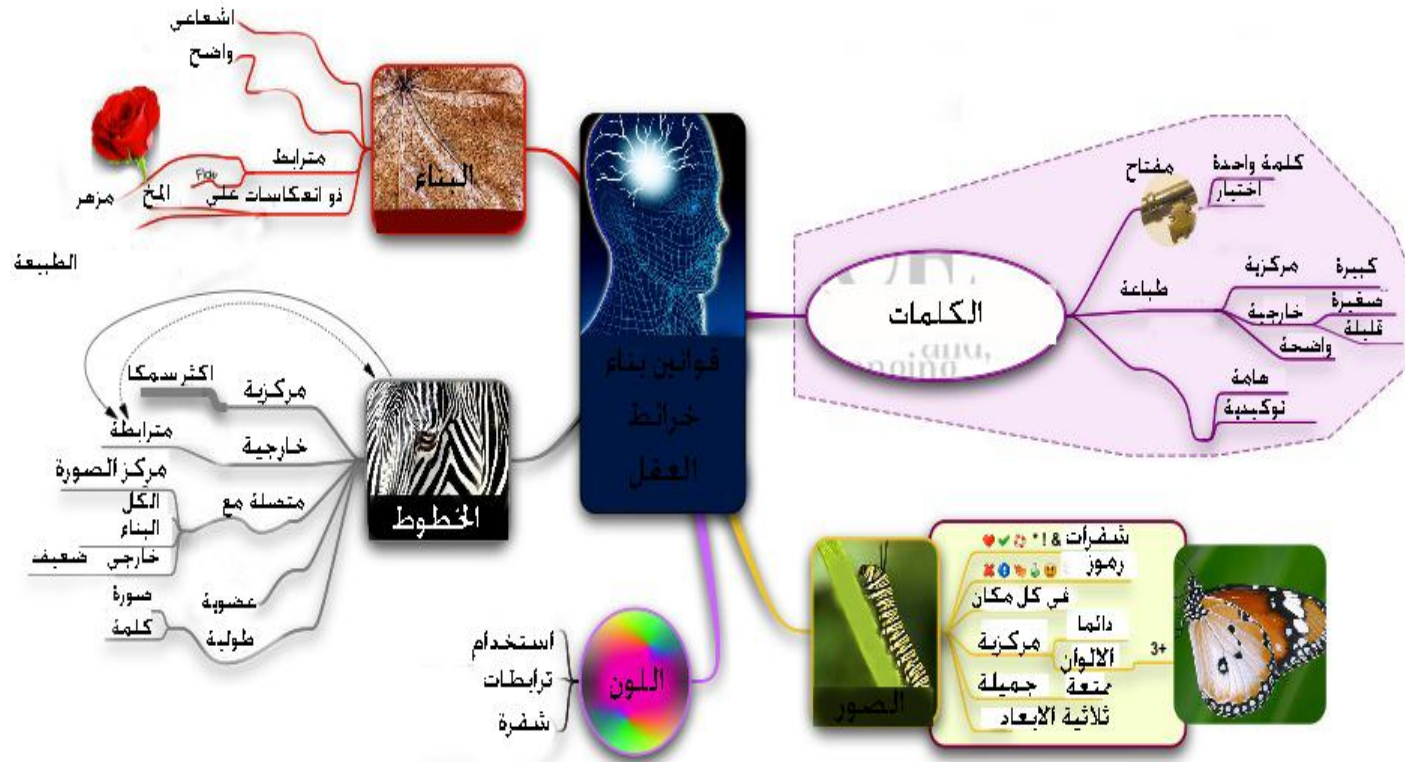 قوانين بناء
خرائط
العقل
الكلمات
مفتاح
كلمة واحدة
اختيار
طباعة
مركزية
كبيرة
خارجية
صغيرة
قليلة
واضحة
هامة
توكيدية
الصور
شفرات & ! *
رموز
في كل مكان
مركزية
دائما
الالوان
3+
جميلة
ممتعة
ثلاثية الابعاد
اللون
استخدام
ترابطات
شفرة
الخطوط
مركزية
اكثر سمكا
خارجية
مترابطة
متصلة مع
مركز الصورة
الكل
البناء
خارجي ضعيف
عضوية
طولية
صورة
كلمة
البناء
اشعاعي
واضح
مترابط
ذو انعكاسات على المخ
مزهر
الطبيعة